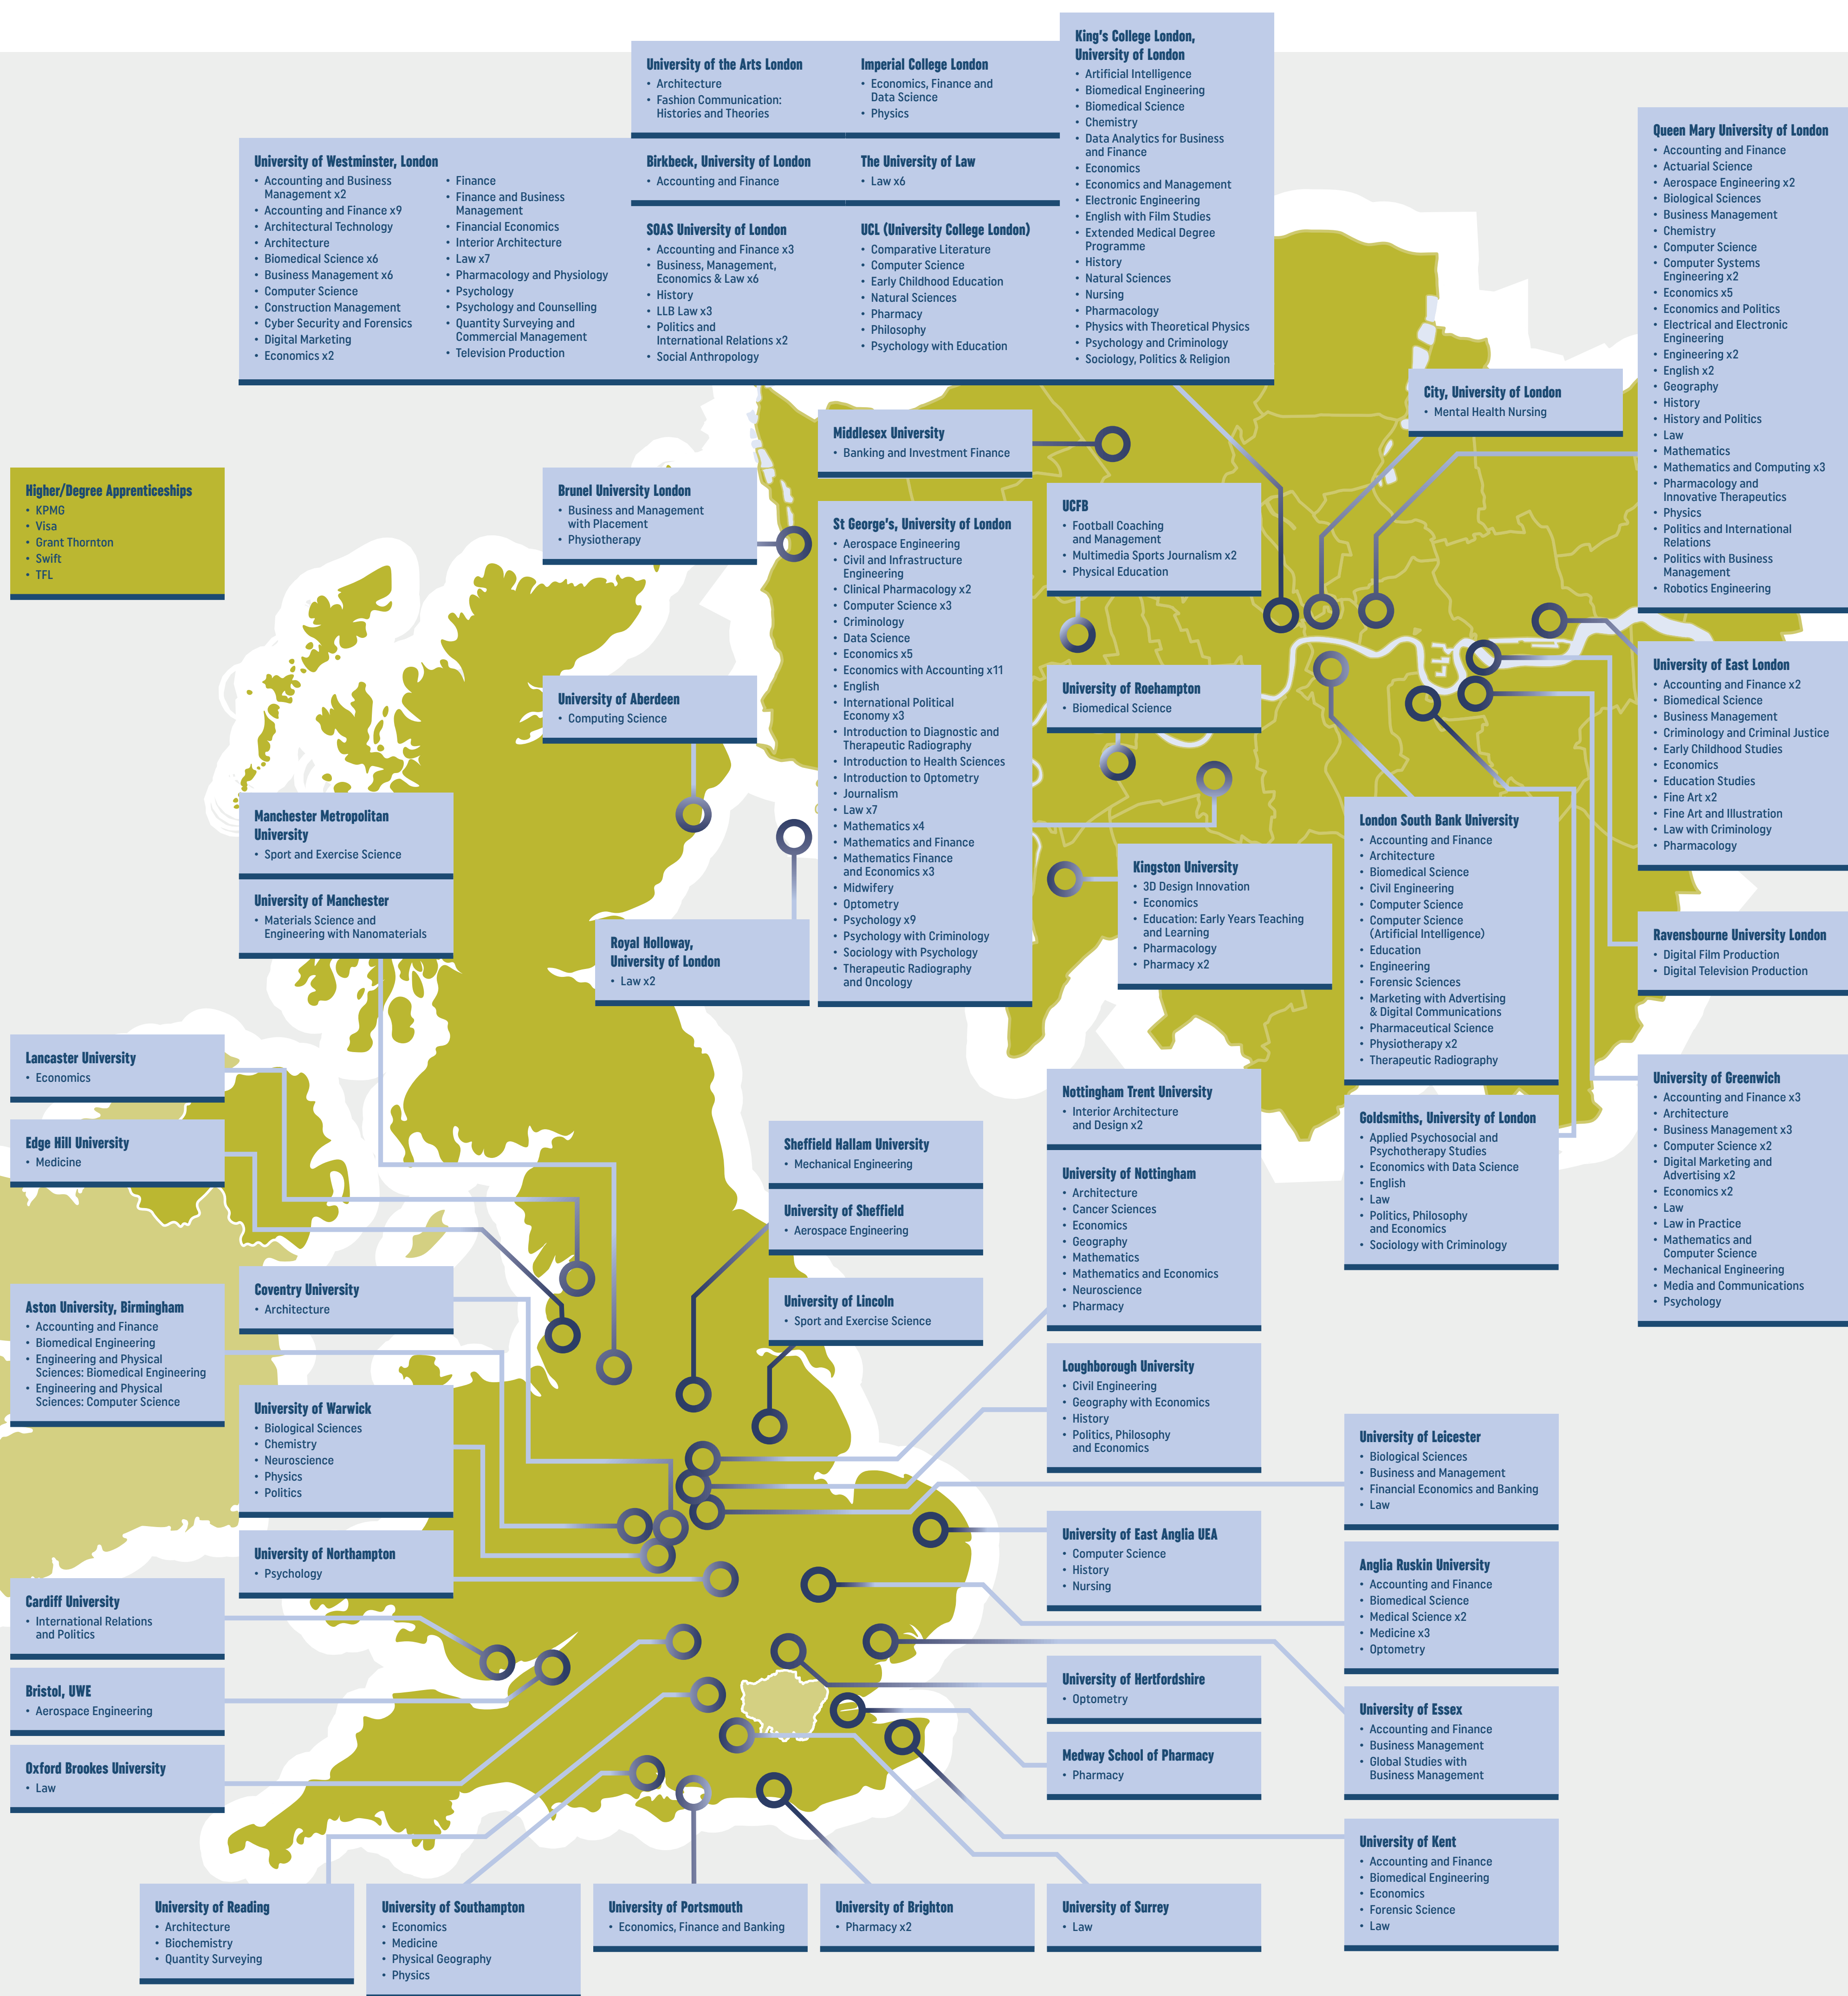 King's College London,
University of London
• Artificial Intelligence
• Biomedical Engineering
• Biomedical Science
• Chemistry
• Data Analytics for Business
and Finance
• Economics
• Economics and Management
• Electronic Engineering
• English with Film Studies
• Extended Medical Degree
Programme
• History
• Natural Sciences
• Nursing
• Pharmacology
• Physics with Theoretical Physics
• Psychology and Criminology
• Sociology, Politics & Religion
University of the Arts London
• Architecture
• Fashion Communication:
Histories and Theories
Imperial College London
• Economics, Finance and
Data Science
• Physics
University of Westminster, London
• Accounting and Business
Management x2
• Accounting and Finance x9
• Architectural Technology
• Architecture
• Biomedical Science x6
• Business Management x6
• Computer Science
• Construction Management
• Cyber Security and Forensics
• Digital Marketing
• Economics x2
• Finance
• Finance and Business
Management
• Financial Economics
• Interior Architecture
• Law x7
• Pharmacology and Physiology
• Psychology
• Psychology and Counselling
• Quantity Surveying and
Commercial Management
• Television Production
Birkbeck, University of London
• Accounting and Finance
The University of Law
• Law x6
SOAS University of London
• Accounting and Finance x3
• Business, Management,
Economics & Law x6
• History
• LLB Law x3
• Politics and
International Relations x2
• Social Anthropology
UCL (University College London)
• Comparative Literature
• Computer Science
• Early Childhood Education
• Natural Sciences
• Pharmacy
• Philosophy
• Psychology with Education
Queen Mary University of London
• Accounting and Finance
• Actuarial Science
• Aerospace Engineering x2
• Biological Sciences
• Business Management
• Chemistry
• Computer Science
• Computer Systems
Engineering x2
• Economics x5
• Economics and Politics
• Electrical and Electronic
Engineering
• Engineering x2
• English x2
• Geography
• History
• History and Politics
• Law
• Mathematics
• Mathematics and Computing x3
• Pharmacology and
Innovative Therapeutics
• Physics
• Politics and International
Relations
• Politics with Business
Management
• Robotics Engineering
City, University of London
• Mental Health Nursing
Middlesex University
• Banking and Investment Finance
Higher/Degree Apprenticeships
• KPMG
• Visa
• Grant Thornton
• Swift
• TFL
Brunel University London
• Business and Management
with Placement
• Physiotherapy
St George's, University of London
• Aerospace Engineering
• Civil and Infrastructure
Engineering
• Clinical Pharmacology x2
• Computer Science x3
• Criminology
• Data Science
• Economics x5
• Economics with Accounting x11
• English
• International Political
Economy x3
• Introduction to Diagnostic and
Therapeutic Radiography
• Introduction to Health Sciences
• Introduction to Optometry
• Journalism
• Law x7
• Mathematics x4
• Mathematics and Finance
• Mathematics Finance
and Economics x3
• Midwifery
• Optometry
• Psychology x9
• Psychology with Criminology
• Sociology with Psychology
• Therapeutic Radiography
and Oncology
UCFB
• Football Coaching
and Management
• Multimedia Sports Journalism x2
• Physical Education
University of Roehampton
• Biomedical Science
University of Aberdeen
• Computing Science
University of East London
• Accounting and Finance x2
• Biomedical Science
• Business Management
• Criminology and Criminal Justice
• Early Childhood Studies
• Economics
• Education Studies
• Fine Art x2
• Fine Art and Illustration
• Law with Criminology
• Pharmacology
Manchester Metropolitan
University
• Sport and Exercise Science
University of Manchester
• Materials Science and
Engineering with Nanomaterials
Royal Holloway,
University of London
• Law x2
Kingston University
• 3D Design Innovation
• Economics
• Education: Early Years Teaching
and Learning
• Pharmacology
• Pharmacy x2
London South Bank University
• Accounting and Finance
• Architecture
• Biomedical Science
• Civil Engineering
• Computer Science
• Computer Science
(Artificial Intelligence)
• Education
• Engineering
• Forensic Sciences
• Marketing with Advertising
& Digital Communications
• Pharmaceutical Science
• Physiotherapy x2
• Therapeutic Radiography
Ravensbourne University London
• Digital Film Production
• Digital Television Production
Lancaster University
• Economics
Edge Hill University
• Medicine
Sheffield Hallam University
• Mechanical Engineering
University of Sheffield
• Aerospace Engineering
Nottingham Trent University
• Interior Architecture
and Design x2
University of Nottingham
• Architecture
• Cancer Sciences
• Economics
• Geography
• Mathematics
• Mathematics and Economics
• Neuroscience
• Pharmacy
Goldsmiths, University of London
• Applied Psychosocial and
Psychotherapy Studies
• Economics with Data Science
• English
• Law
• Politics, Philosophy
and Economics
• Sociology with Criminology
University of Greenwich
• Accounting and Finance x3
• Architecture
• Business Management x3
• Computer Science x2
• Digital Marketing and
Advertising x2
• Economics x2
• Law
• Law in Practice
• Mathematics and
Computer Science
• Mechanical Engineering
• Media and Communications
• Psychology
Aston University, Birmingham
• Accounting and Finance
• Biomedical Engineering
• Engineering and Physical
Sciences: Biomedical Engineering
• Engineering and Physical
Sciences: Computer Science
Coventry University
• Architecture
University of Lincoln
• Sport and Exercise Science
Loughborough University
• Civil Engineering
• Geography with Economics
• History
• Politics, Philosophy
and Economics
University of Warwick
• Biological Sciences
• Chemistry
• Neuroscience
• Physics
• Politics
University of Leicester
• Biological Sciences
• Business and Management
• Financial Economics and Banking
• Law
University of Northampton
• Psychology
University of East Anglia UEA
• Computer Science
• History
• Nursing
Anglia Ruskin University
• Accounting and Finance
• Biomedical Science
• Medical Science x2
• Medicine x3
• Optometry
Cardiff University
• International Relations
and Politics
Bristol, UWE
• Aerospace Engineering
Oxford Brookes University
• Law
University of Hertfordshire
• Optometry
Medway School of Pharmacy
• Pharmacy
University of Essex
• Accounting and Finance
• Business Management
• Global Studies with
Business Management
University of Kent
• Accounting and Finance
• Biomedical Engineering
• Economics
• Forensic Science
• Law
University of Reading
• Architecture
• Biochemistry
• Quantity Surveying
University of Southampton
• Economics
• Medicine
• Physical Geography
• Physics
University of Portsmouth
• Economics, Finance and Banking
University of Brighton
• Pharmacy x2
University of Surrey
• Law